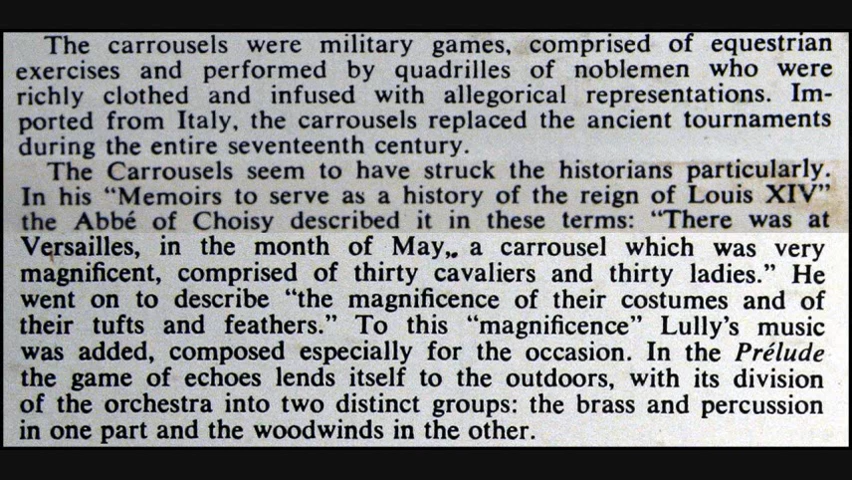 The carrousels were military games, comprised of equestrian
exercises and performed by quadrilles of noblemen who were
richly clothed and infused with allegorical representations. Im-
ported from Italy, the carrousels replaced the ancient tournaments
during the entire seventeenth century.
The Carrousels seem to have struck the historians particularly.
In his “Memoirs to serve as a history of the reign of Louis XIV”
the Abbé of Choisy described it in these terms: “There was at
Versailles, in the month of May,. a carrousel which was very
magnificent, comprised of thirty cavaliers and thirty ladies.” He
went on to describe “the magnificence of their costumes and of
their tufts and feathers.” To this “magnificence” Lully’s music
was added, composed especially for the occasion. In the Prélude
the game of echoes lends itself to the outdoors, with its division
of the orchestra into two distinct groups: the brass and percussion
in one part and the woodwinds in the other.